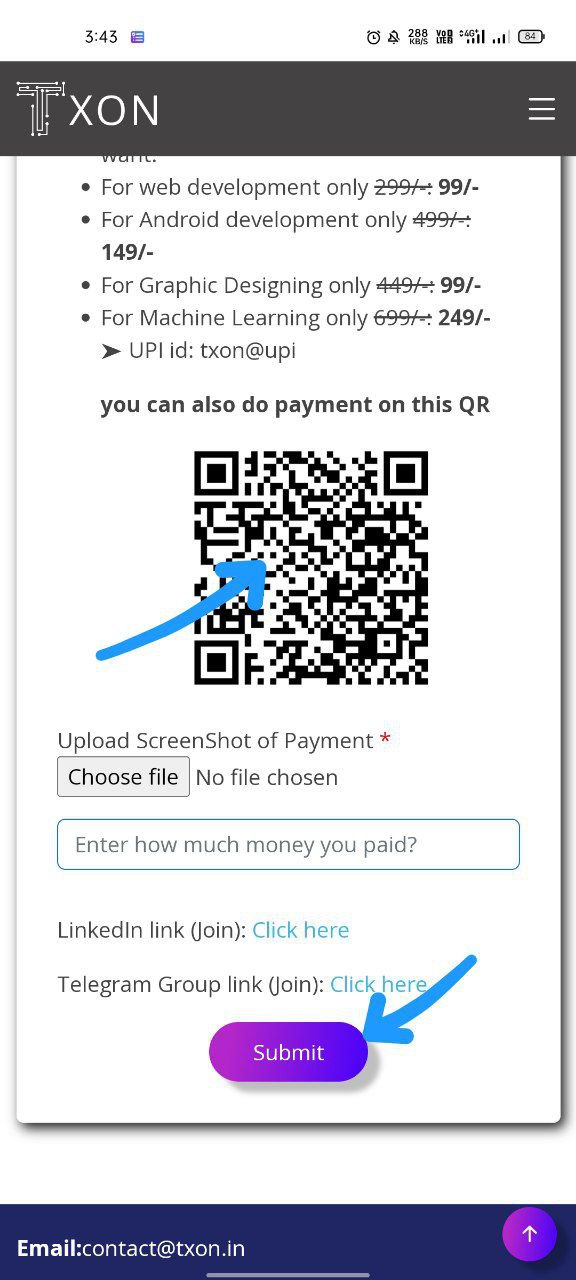 3:43
288
KB/S
VoD
LTE2
4G+
84
TXON
want.
• For web development only 299/-: 99/-
• For Android development only 499/-:
149/-
• For Graphic Designing only 449/-: 99/-
• For Machine Learning only 699/-: 249/-
➤ UPI id: txon@upi
you can also do payment on this QR
Upload ScreenShot of Payment *
Choose file No file chosen
Enter how much money you paid?
LinkedIn link (Join): Click here
Telegram Group link (Join): Click here
Submit
Email:contact@txon.in